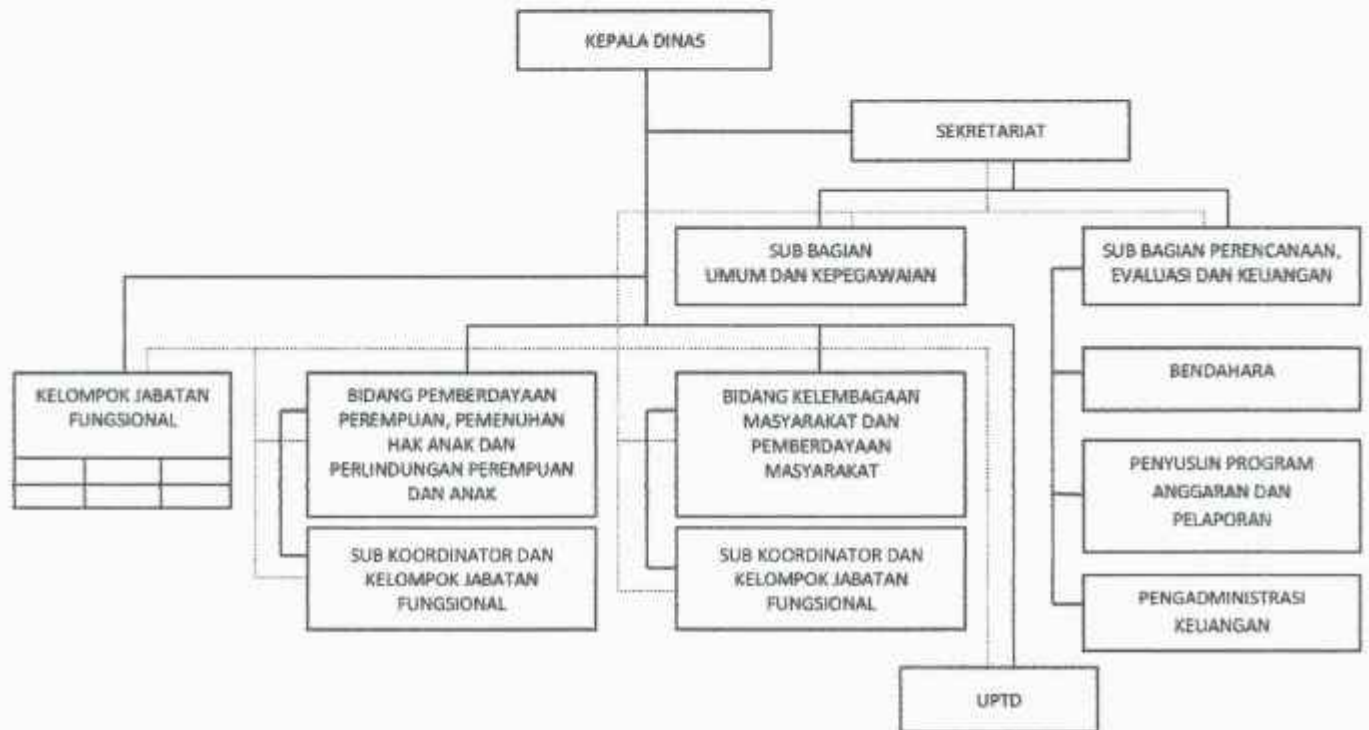 KEPALA DINAS
SEKRETARIAT
SUB BAGIAN
UMUM DAN KEPEGAWAIAN
SUB BAGIAN PERENCANAAN,
EVALUASI DAN KEUANGAN
KELOMPOK JABATAN
FUNGSIONAL
BIDANG PEMBERDAYAAN
PEREMPUAN, PEMENUHAN
HAK ANAK DAN
PERLINDUNGAN PEREMPUAN
DAN ANAK
BIDANG KELEMBAGAAN
MASYARAKAT DAN
PEMBERDAYAAN
MASYARAKAT
BENDAHARA
PENYUSUN PROGRAM
ANGGARAN DAN
PELAPORAN
SUB KOORDINATOR DAN
KELOMPOK JABATAN
FUNGSIONAL
SUB KOORDINATOR DAN
KELOMPOK JABATAN
FUNGSIONAL
PENGADMINISTRASI
KEUANGAN
UPTD